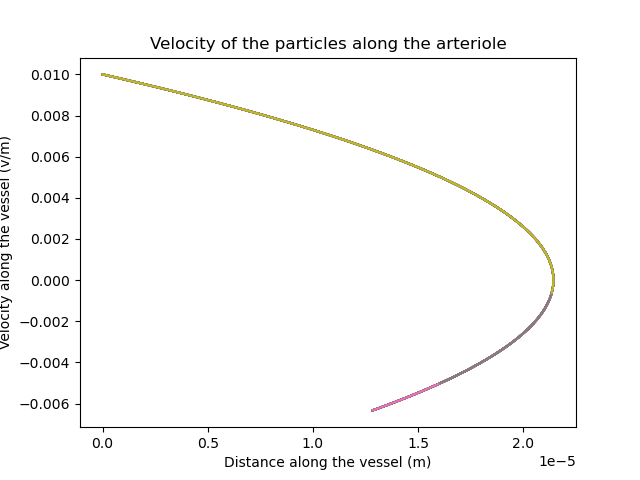 Velocity of the particles along the arteriole
Velocity along the vessel (v/m)
0.010
0.008
0.006
0.004
0.002
0.000
−0.002
−0.004
−0.006
0.0 0.5 1.0 1.5 2.0
1e−5
Distance along the vessel (m)